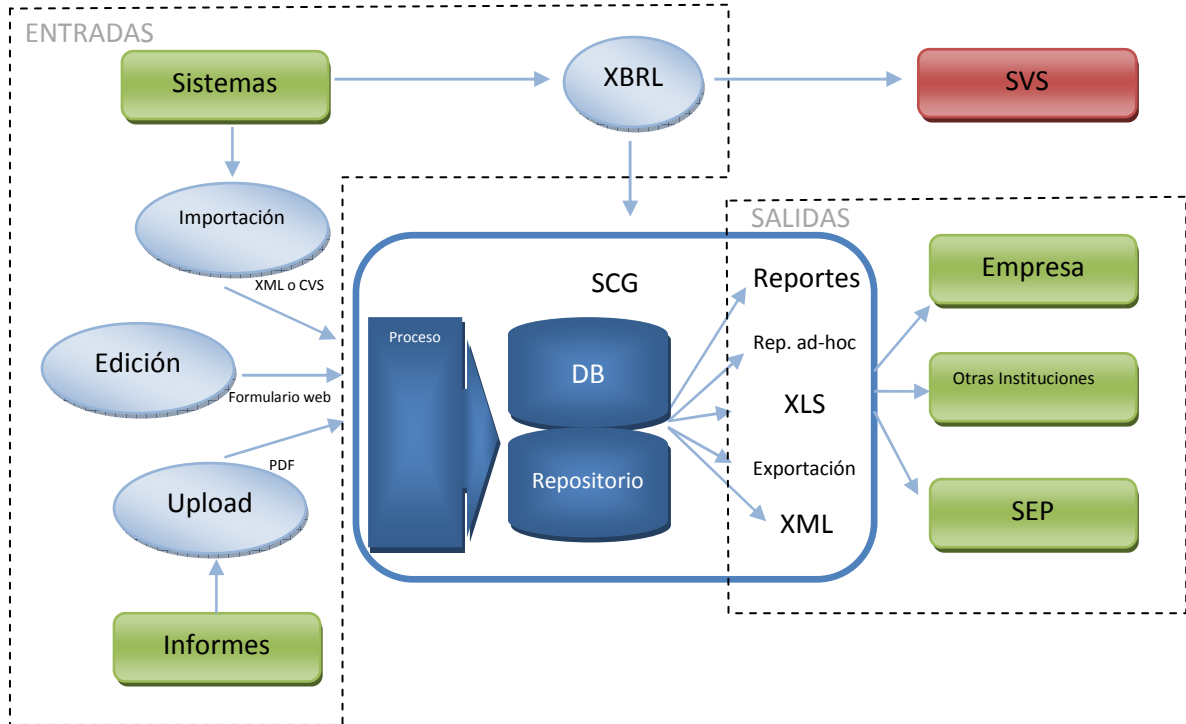 ENTRADAS
Sistemas
XBRL
SVS
Importación
XML o CVS
SALIDAS
Empresa
SCG
Reportes
Proceso
Rep. ad-hoc
Edición
Formulario web
DB
XLS
Otras Instituciones
PDF
Upload
Repositorio
Exportación
XML
SEP
Informes